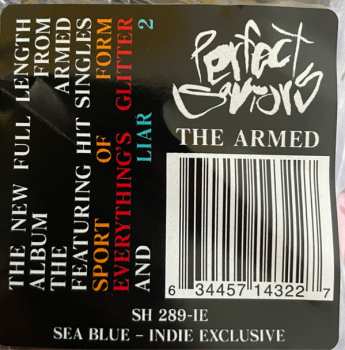 THE NEW FULL LENGTH
ALBUM FROM
THE ARMED
FEATURING HIT SINGLES
SPORT OF FORM
EVERYTHING'S GLITTER
AND LIAR 2
Perfect
Saviors
THE ARMED
6 34457 14322 7
SH 289-IE
SEA BLUE – INDIE EXCLUSIVE